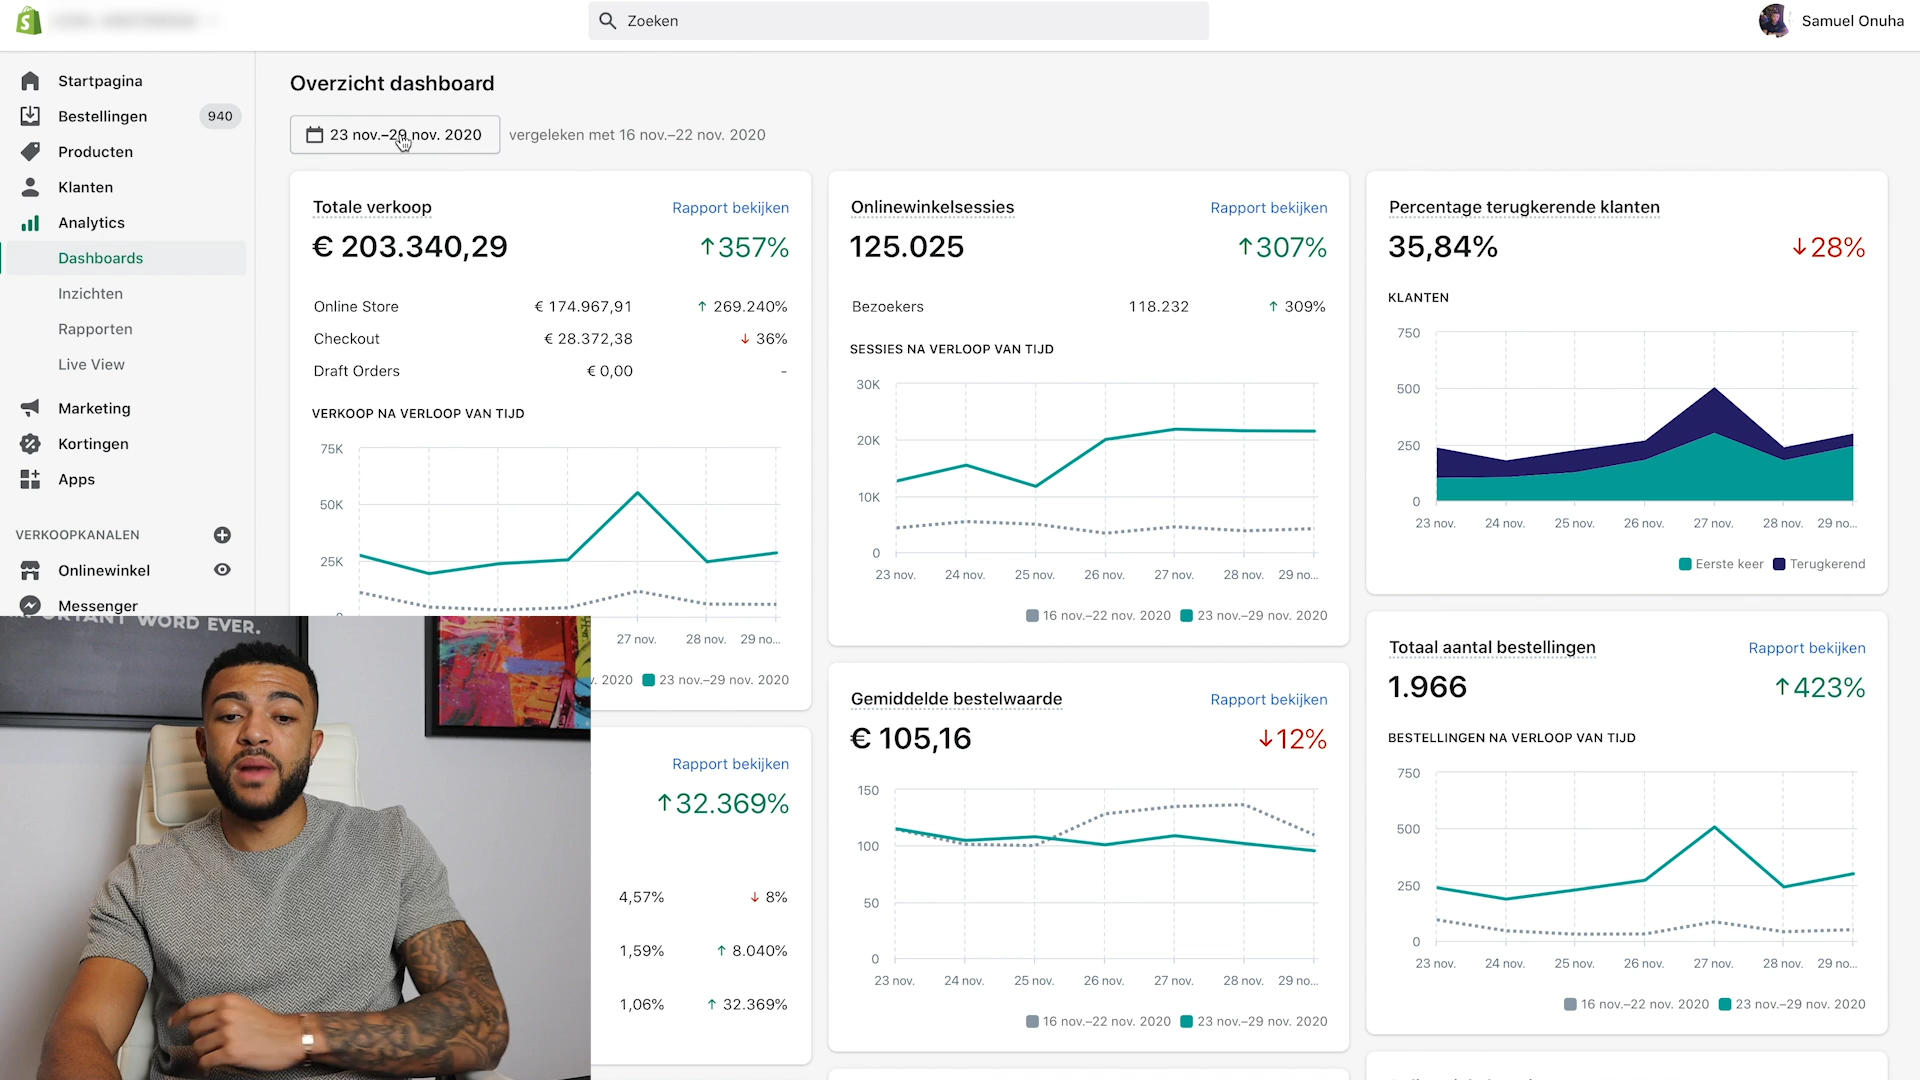 Zoeken
Samuel Onuha
Startpagina
Bestellingen 940
Producten
Klanten
Analytics
Dashboards
Inzichten
Rapporten
Live View
Marketing
Kortingen
Apps
VERKOOPKANALEN
Onlinewinkel
Messenger
Overzicht dashboard
23 nov.–29 nov. 2020 vergeleken met 16 nov.–22 nov. 2020
Totale verkoop Rapport bekijken
€ 203.340,29 ↑357%
Online Store € 174.967,91 ↑ 269.240%
Checkout € 28.372,38 ↓ 36%
Draft Orders € 0,00 -
VERKOOP NA VERLOOP VAN TIJD
75K
50K
25K
27 nov. 28 nov. 29 no...
2020 23 nov.–29 nov. 2020
Rapport bekijken
↑32.369%
4,57% ↓ 8%
1,59% ↑ 8.040%
1,06% ↑ 32.369%
Onlinewinkelsessies Rapport bekijken
125.025 ↑307%
Bezoekers 118.232 ↑ 309%
SESSIES NA VERLOOP VAN TIJD
30K
20K
10K
0
23 nov. 24 nov. 25 nov. 26 nov. 27 nov. 28 nov. 29 no...
16 nov.–22 nov. 2020 23 nov.–29 nov. 2020
Gemiddelde bestelwaarde Rapport bekijken
€ 105,16 ↓12%
150
100
50
0
23 nov. 24 nov. 25 nov. 26 nov. 27 nov. 28 nov. 29 no...
16 nov.–22 nov. 2020 23 nov.–29 nov. 2020
Percentage terugkerende klanten
35,84% ↓28%
KLANTEN
750
500
250
0
23 nov. 24 nov. 25 nov. 26 nov. 27 nov. 28 nov. 29 no...
Eerste keer Terugkerend
Totaal aantal bestellingen Rapport bekijken
1.966 ↑423%
BESTELLINGEN NA VERLOOP VAN TIJD
750
500
250
0
23 nov. 24 nov. 25 nov. 26 nov. 27 nov. 28 nov. 29 no...
16 nov.–22 nov. 2020 23 nov.–29 nov. 2020
WORD EVER.